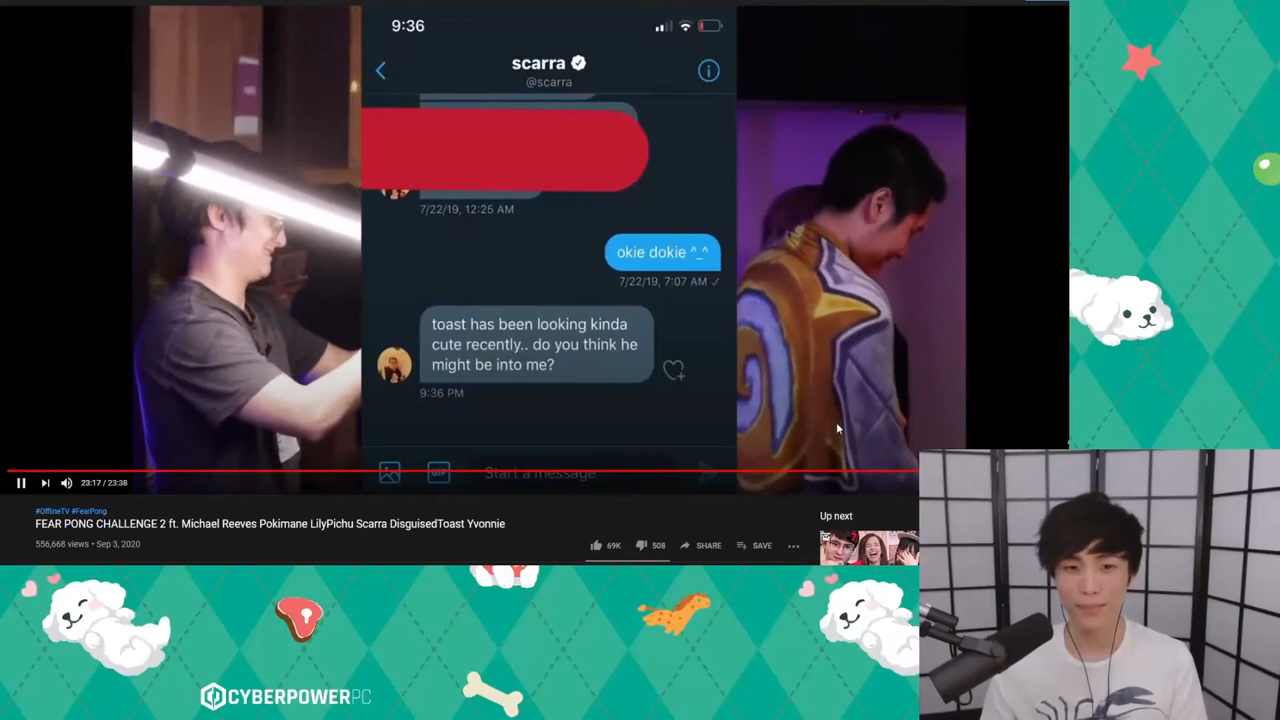 9:36
scarra
@scarra
7/22/19, 12:25 AM
okie dokie ^_^
7/22/19, 7:07 AM ✓
toast has been looking kinda
cute recently.. do you think he
might be into me?
9:36 PM
GIF
Start a message
23:17 / 23:38
#OfflineTV #FearPong
FEAR PONG CHALLENGE 2 ft. Michael Reeves Pokimane LilyPichu Scarra DisguisedToast Yvonnie
556,668 views • Sep 3, 2020
69K
508
SHARE
SAVE
Up next
CYBERPOWERPC